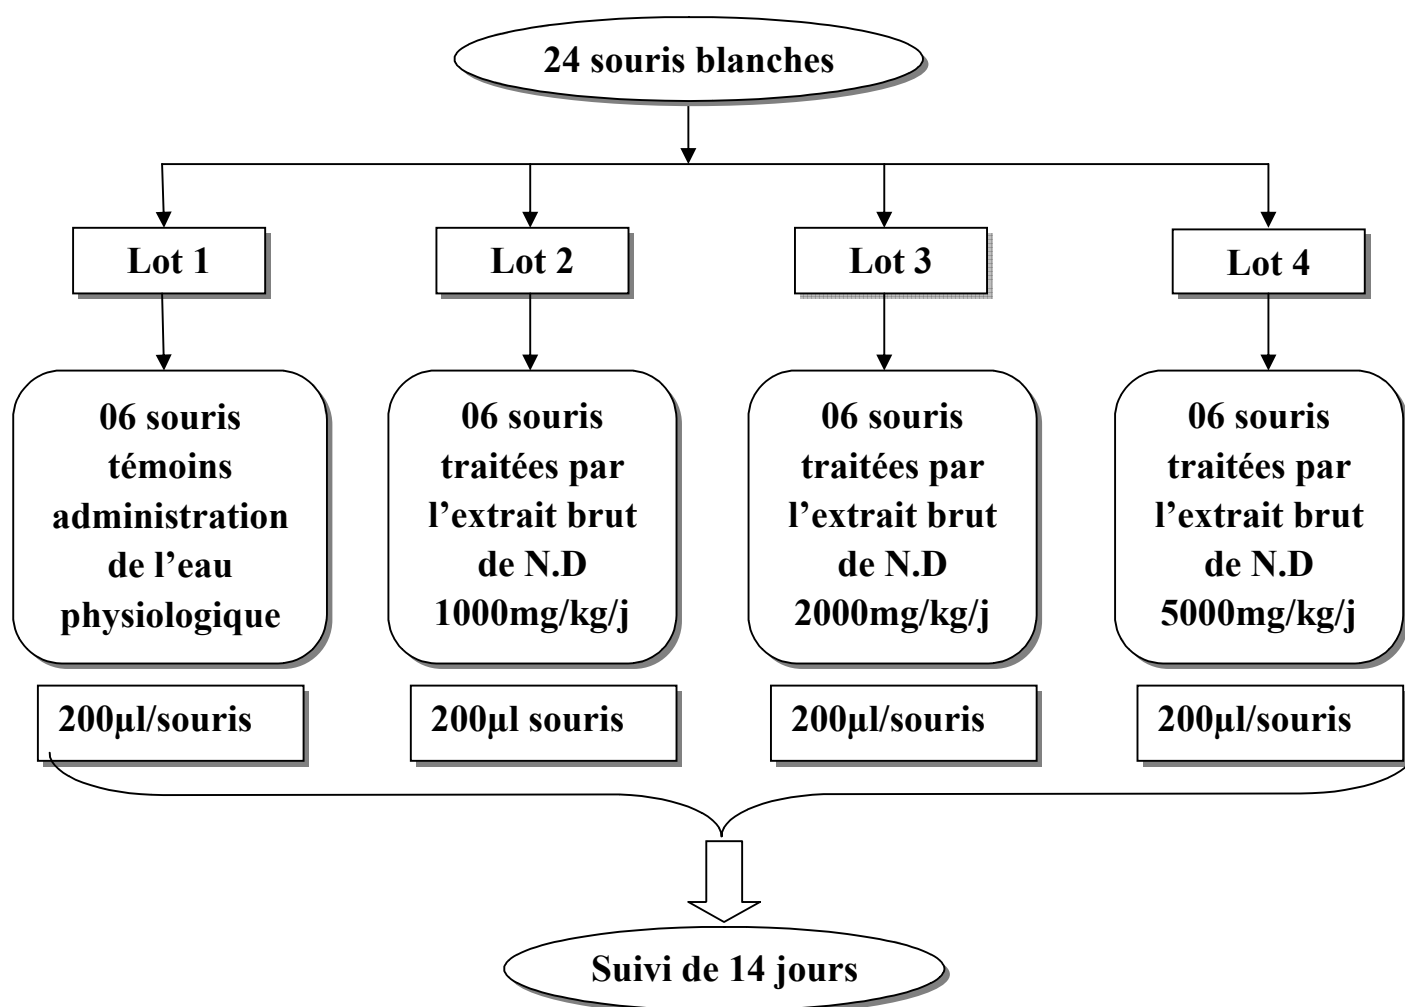 24 souris blanches
Lot 1
Lot 2
Lot 3
Lot 4
06 souris
témoins
administration
de l’eau
physiologique
06 souris
traitées par
l’extrait brut
de N.D
1000mg/kg/j
06 souris
traitées par
l’extrait brut
de N.D
2000mg/kg/j
06 souris
traitées par
l’extrait brut
de N.D
5000mg/kg/j
200µl/souris
200µl souris
200µl/souris
200µl/souris
Suivi de 14 jours